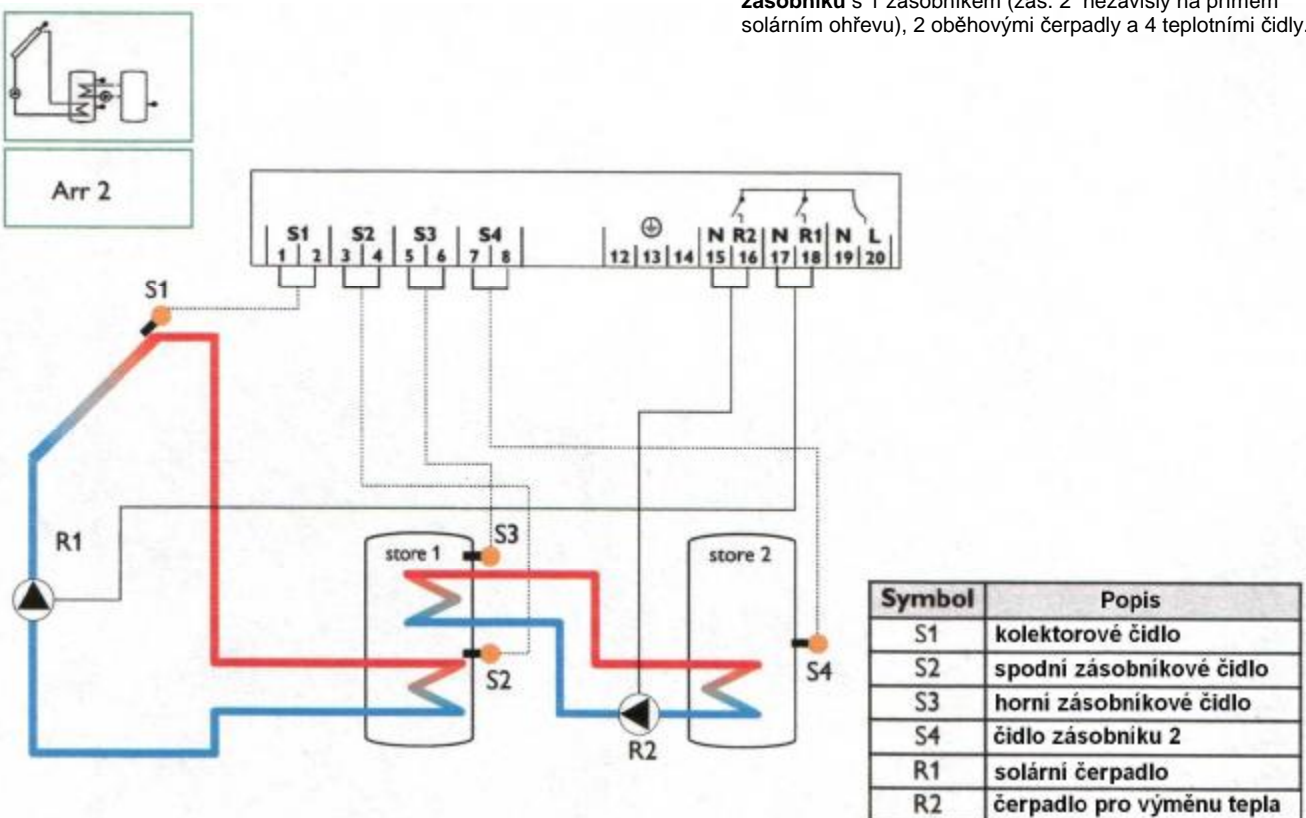 zásobníku s 1 zásobníkem (zás. 2 nezávislý na přímém
solárním ohřevu), 2 oběhovými čerpadly a 4 teplotními čidly.
Arr 2
S1 S2 S3 S4 N R2 N R1 N L
1 2 3 4 5 6 7 8 12 13 14 15 16 17 18 19 20
S1
R1
store 1
S3
S2
R2
store 2
S4
Symbol Popis
S1 kolektorové čidlo
S2 spodní zásobníkové čidlo
S3 horní zásobníkové čidlo
S4 čidlo zásobníku 2
R1 solární čerpadlo
R2 čerpadlo pro výměnu tepla